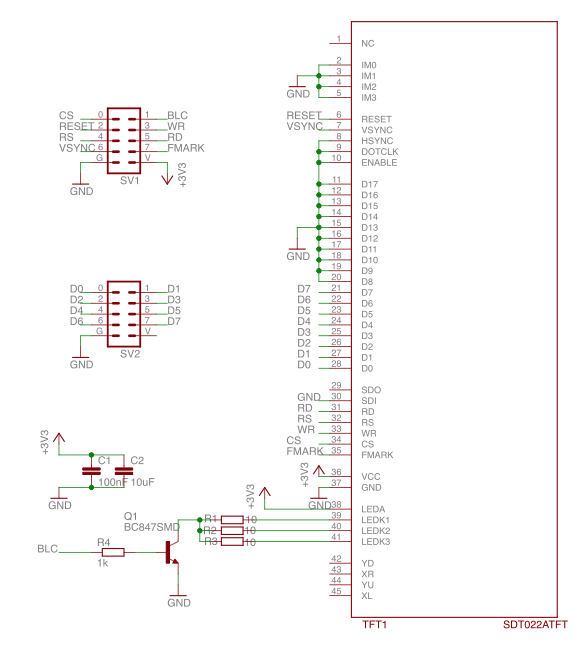 1 NC
2 IM0
3 IM1
4 IM2
5 IM3
GND
RESET 6 RESET
VSYNC 7 VSYNC
8 HSYNC
9 DOTCLK
10 ENABLE
11 D17
12 D16
13 D15
14 D14
15 D13
16 D12
17 D11
18 D10
19 D9
20 D8
GND
D7 21 D7
D6 22 D6
D5 23 D5
D4 24 D4
D3 25 D3
D2 26 D2
D1 27 D1
D0 28 D0
29 SDO
GND 30 SDI
RD 31 RD
RS 32 RS
WR 33 WR
CS 34 CS
FMARK 35 FMARK
+3V3 36 VCC
GND 37 GND
+3V3 38 LEDA
R1 10 39 LEDK1
R2 10 40 LEDK2
R3 10 41 LEDK3
42 YD
43 XR
44 YU
45 XL
TFT1 SDT022ATFT
CS 0 1 BLC
RESET 2 3 WR
RS 4 5 RD
VSYNC 6 7 FMARK
G V
GND SV1 +3V3
D0 0 1 D1
D2 2 3 D3
D4 4 5 D5
D6 6 7 D7
G V
GND SV2
+3V3
C1 C2
100nF 10uF
GND
Q1
BC847SMD
BLC R4
1k
GND